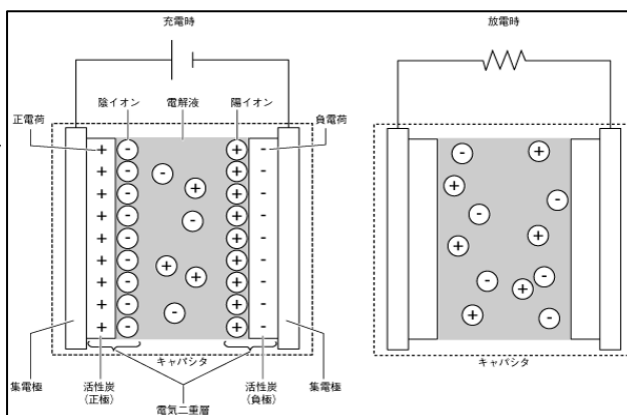 充電時
放電時
陰イオン
電解液
陽イオン
正電荷
負電荷
キャパシタ
キャパシタ
集電極
活性炭
（正極）
電気二重層
活性炭
（負極）
集電極